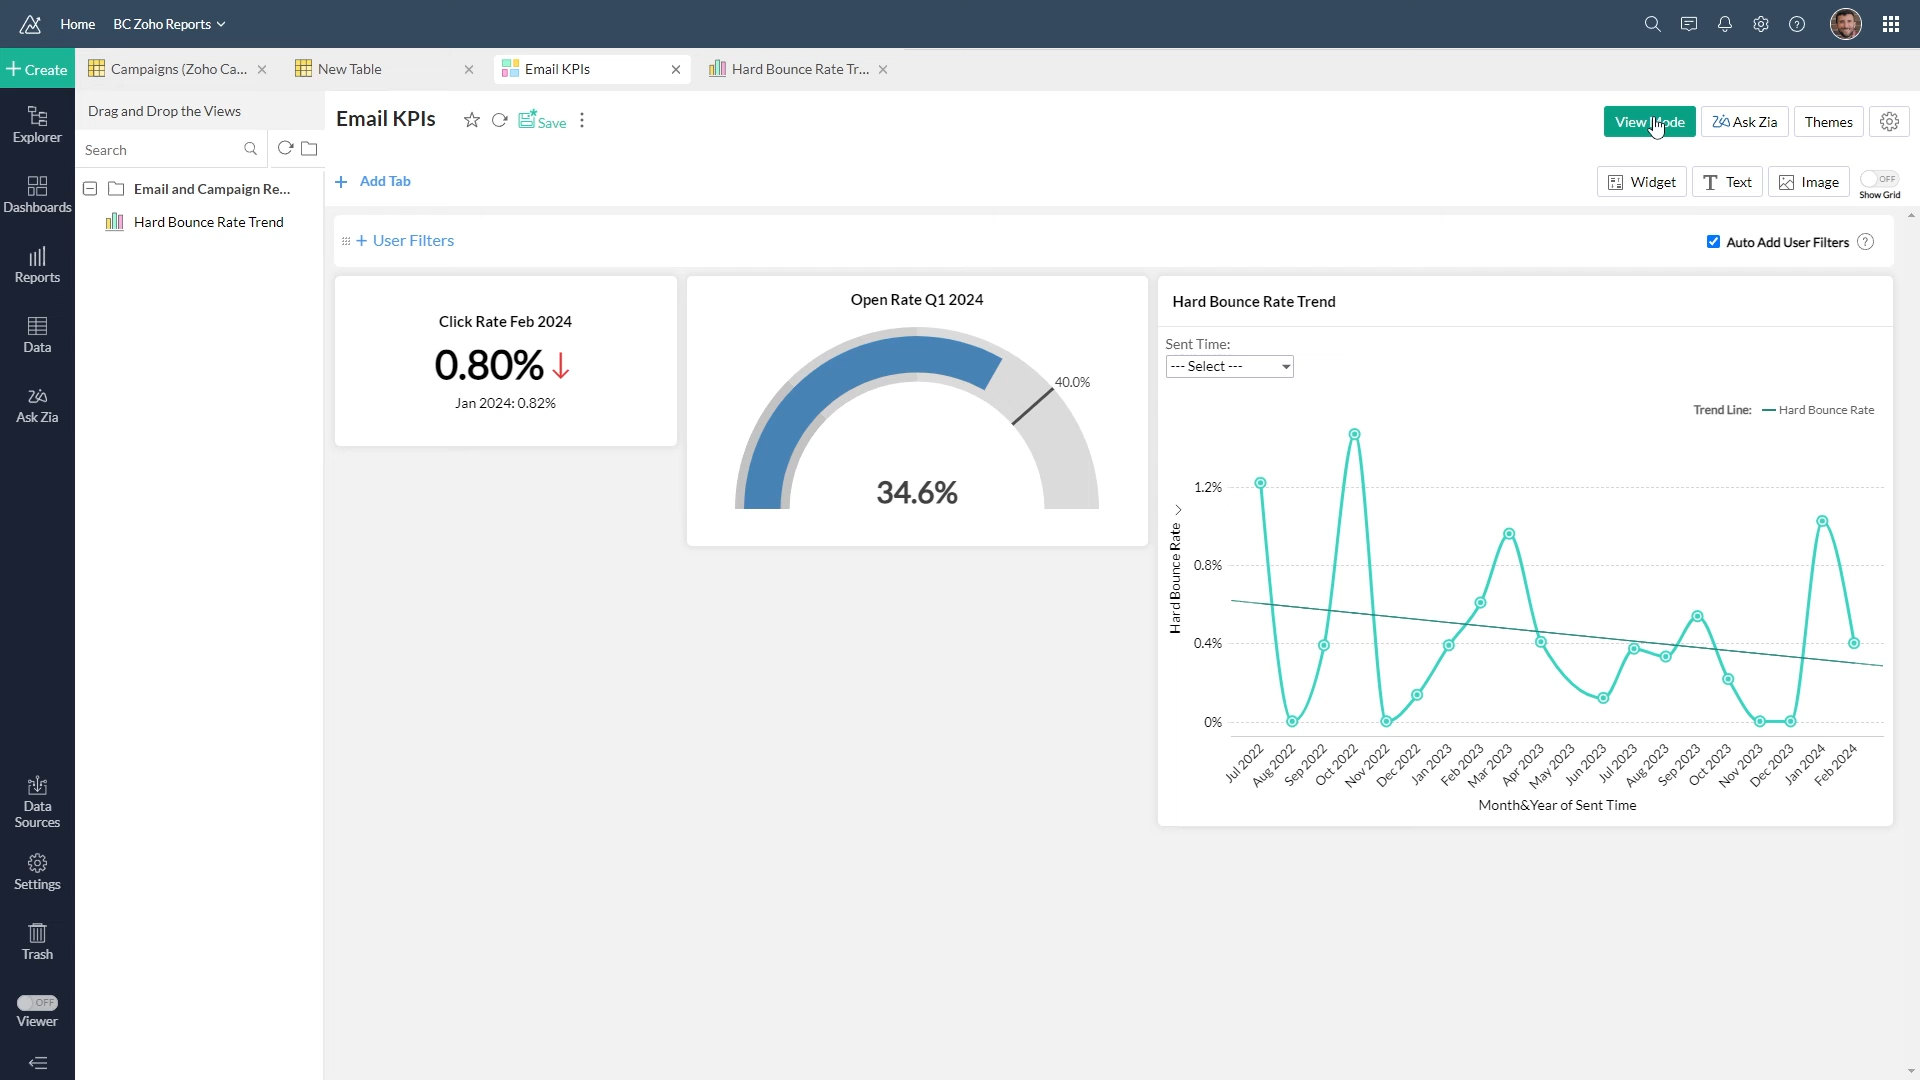 Home
BC Zoho Reports
Create
Campaigns (Zoho Ca...
New Table
Email KPIs
Hard Bounce Rate Tr...
Explorer
Dashboards
Reports
Data
Ask Zia
Data
Sources
Settings
Trash
OFF
Viewer
Drag and Drop the Views
Search
Email and Campaign Re...
Hard Bounce Rate Trend
Email KPIs
Save
View Mode
Ask Zia
Themes
+ Add Tab
Widget
Text
Image
OFF
Show Grid
+ User Filters
Auto Add User Filters
Click Rate Feb 2024
0.80%
Jan 2024: 0.82%
Open Rate Q1 2024
40.0%
34.6%
Hard Bounce Rate Trend
Sent Time:
--- Select ---
Trend Line: Hard Bounce Rate
Hard Bounce Rate
1.2%
0.8%
0.4%
0%
Jul 2022
Aug 2022
Sep 2022
Oct 2022
Nov 2022
Dec 2022
Jan 2023
Feb 2023
Mar 2023
Apr 2023
May 2023
Jun 2023
Jul 2023
Aug 2023
Sep 2023
Oct 2023
Nov 2023
Dec 2023
Jan 2024
Feb 2024
Month&Year of Sent Time